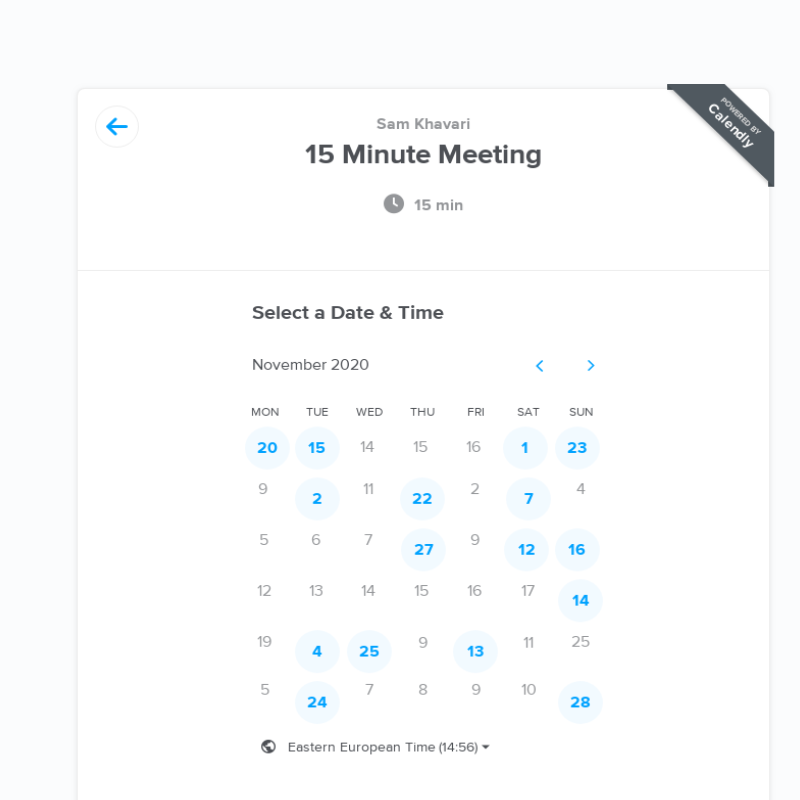 POWERED BY
Calendly
Sam Khavari
15 Minute Meeting
15 min
Select a Date & Time
November 2020
MON TUE WED THU FRI SAT SUN
20 15 14 15 16 1 23
9 2 11 22 2 7 4
5 6 7 27 9 12 16
12 13 14 15 16 17 14
19 4 25 9 13 11 25
5 24 7 8 9 10 28
Eastern European Time (14:56)